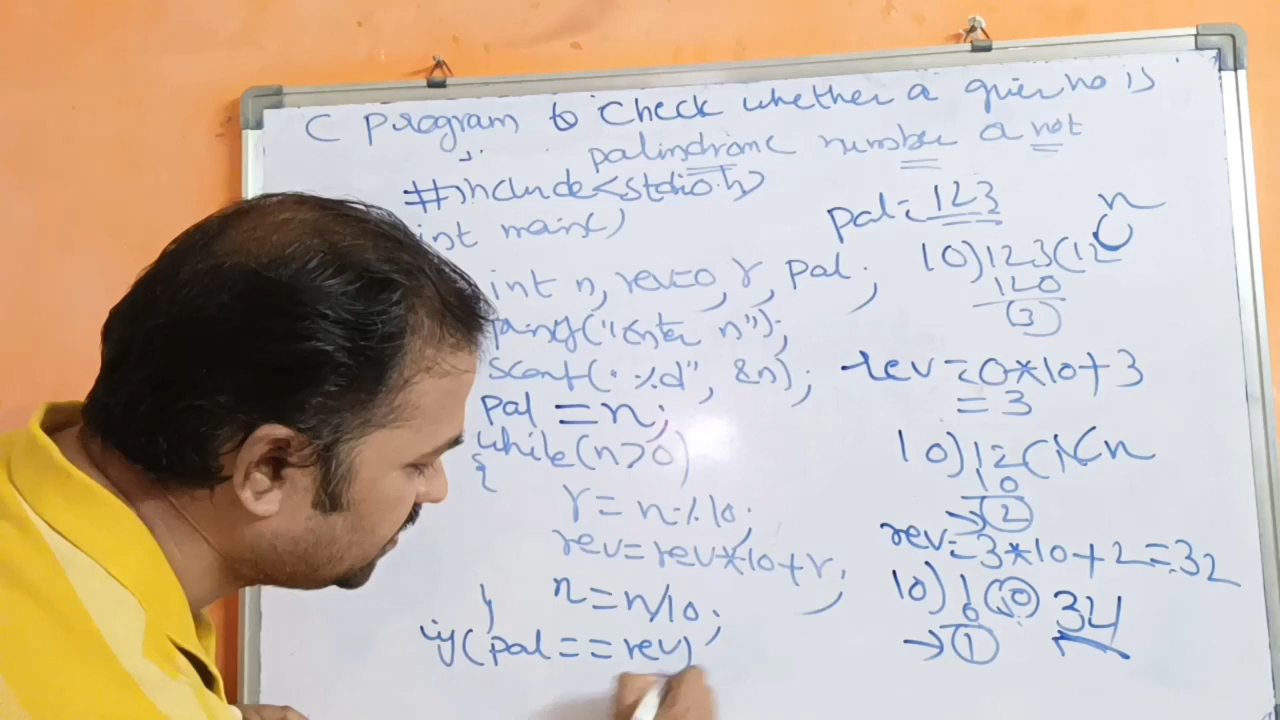 C program to check whether a given no is
palindrome number or not
#include<stdio.h>
int main()
int n, rev=0, r, pal;
printf("Enter n");
scanf("%d", &n);
pal = n;
while(n>0)
{
r = n%10;
rev=rev*10+r;
n=n/10;
}
if(pal==rev)
pal=123
n
10)123(12
120
3
rev=0*10+3
=3
10)12(1 n
10
2
rev=3*10+2=32
10)1(0
0
1